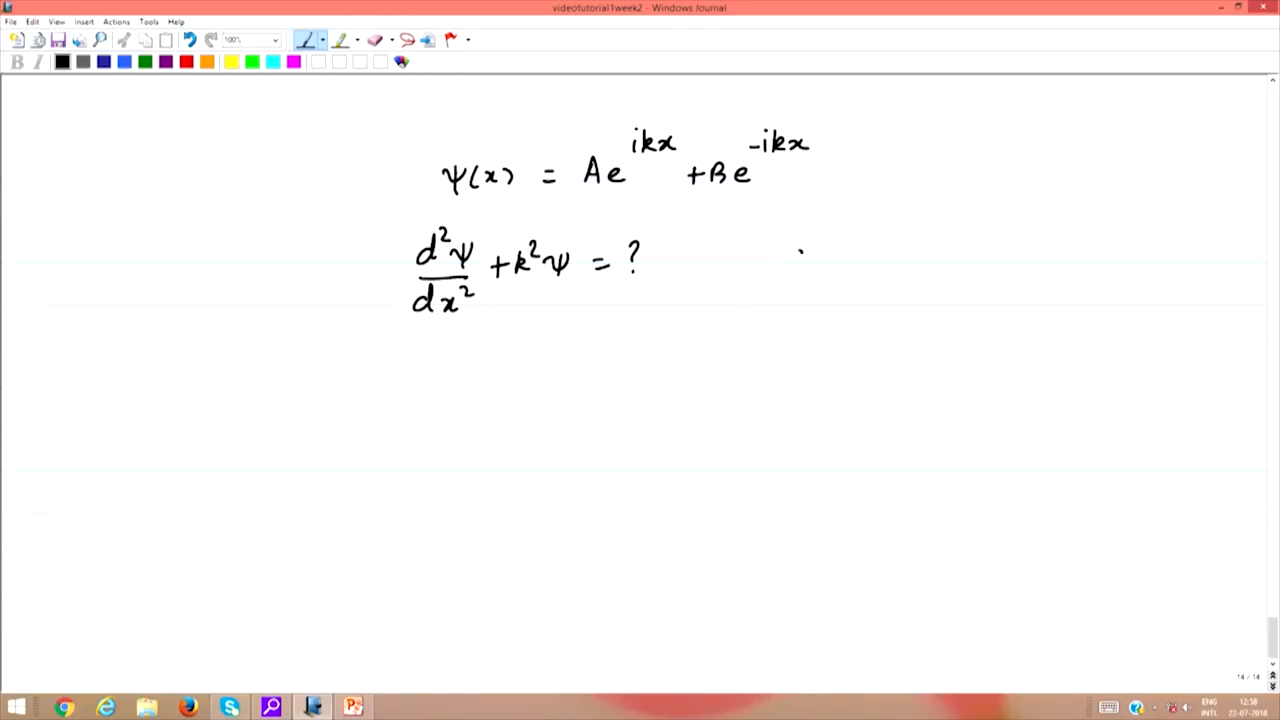 videotutorial1week2 - Windows Journal
File Edit View Insert Actions Tools Help
100%
B I
ψ(x) = Ae^{ikx} + Be^{-ikx}
d²ψ/dx² + k²ψ = ?
14 / 14
ENG 12:58
INTL 22-07-2018